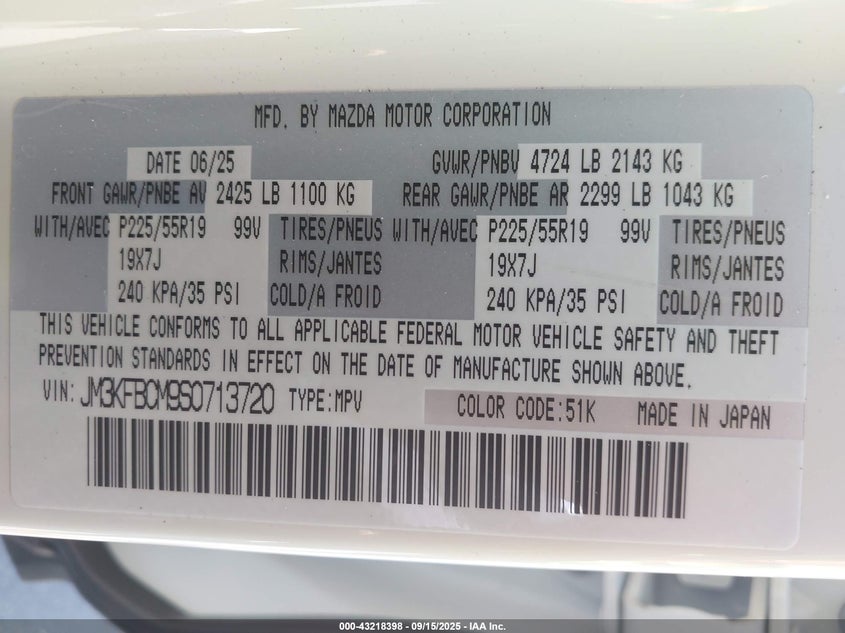 MFD. BY MAZDA MOTOR CORPORATION
DATE 06/25 GVWR/PNBV 4724 LB 2143 KG
FRONT GAWR/PNBE AV 2425 LB 1100 KG REAR GAWR/PNBE AR 2299 LB 1043 KG
WITH/AVEC P225/55R19 99V TIRES/PNEUS WITH/AVEC P225/55R19 99V TIRES/PNEUS
19X7J RIMS/JANTES 19X7J RIMS/JANTES
240 KPA/35 PSI COLD/A FROID 240 KPA/35 PSI COLD/A FROID
THIS VEHICLE CONFORMS TO ALL APPLICABLE FEDERAL MOTOR VEHICLE SAFETY AND THEFT
PREVENTION STANDARDS IN EFFECT ON THE DATE OF MANUFACTURE SHOWN ABOVE.
VIN: JM3KFBCM9S0713720 TYPE:MPV COLOR CODE:51K MADE IN JAPAN
000-43218398 - 09/15/2025 - IAA Inc.